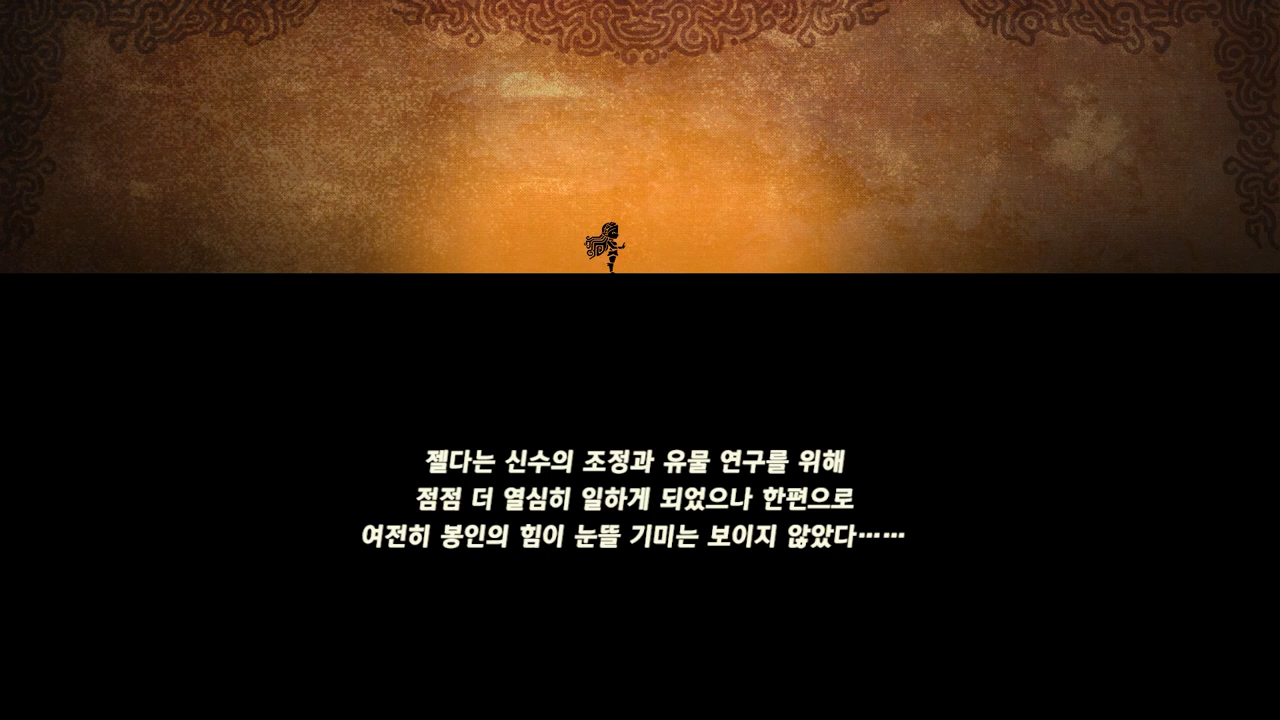 젤다는 신수의 조정과 유물 연구를 위해
점점 더 열심히 일하게 되었으나 한편으로
여전히 봉인의 힘이 눈뜰 기미는 보이지 않았다……